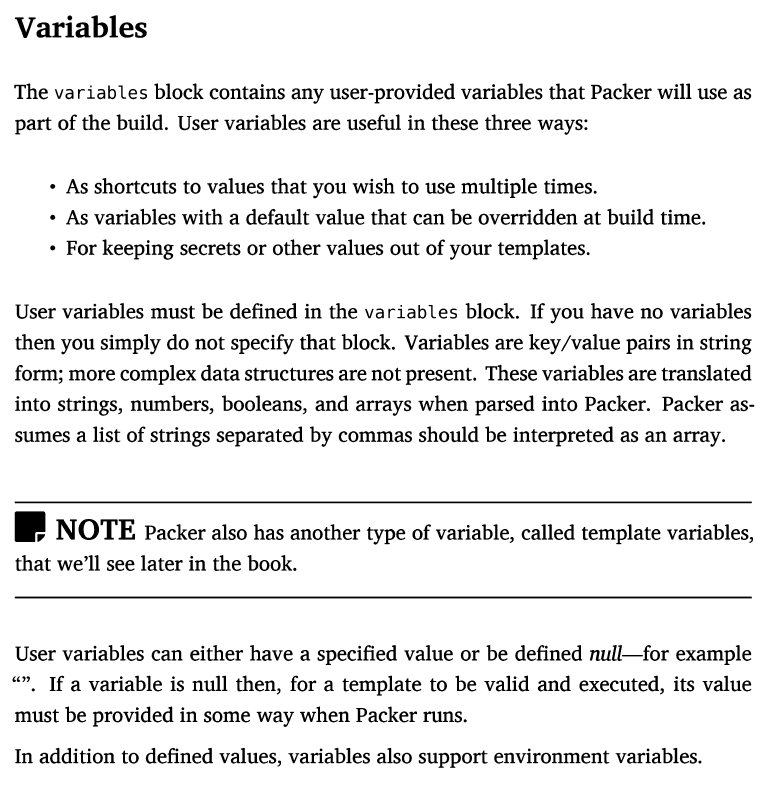 Variables
The variables block contains any user-provided variables that Packer will use as
part of the build. User variables are useful in these three ways:
• As shortcuts to values that you wish to use multiple times.
• As variables with a default value that can be overridden at build time.
• For keeping secrets or other values out of your templates.
User variables must be defined in the variables block. If you have no variables
then you simply do not specify that block. Variables are key/value pairs in string
form; more complex data structures are not present. These variables are translated
into strings, numbers, booleans, and arrays when parsed into Packer. Packer as-
sumes a list of strings separated by commas should be interpreted as an array.
NOTE Packer also has another type of variable, called template variables,
that we’ll see later in the book.
User variables can either have a specified value or be defined null—for example
“”. If a variable is null then, for a template to be valid and executed, its value
must be provided in some way when Packer runs.
In addition to defined values, variables also support environment variables.